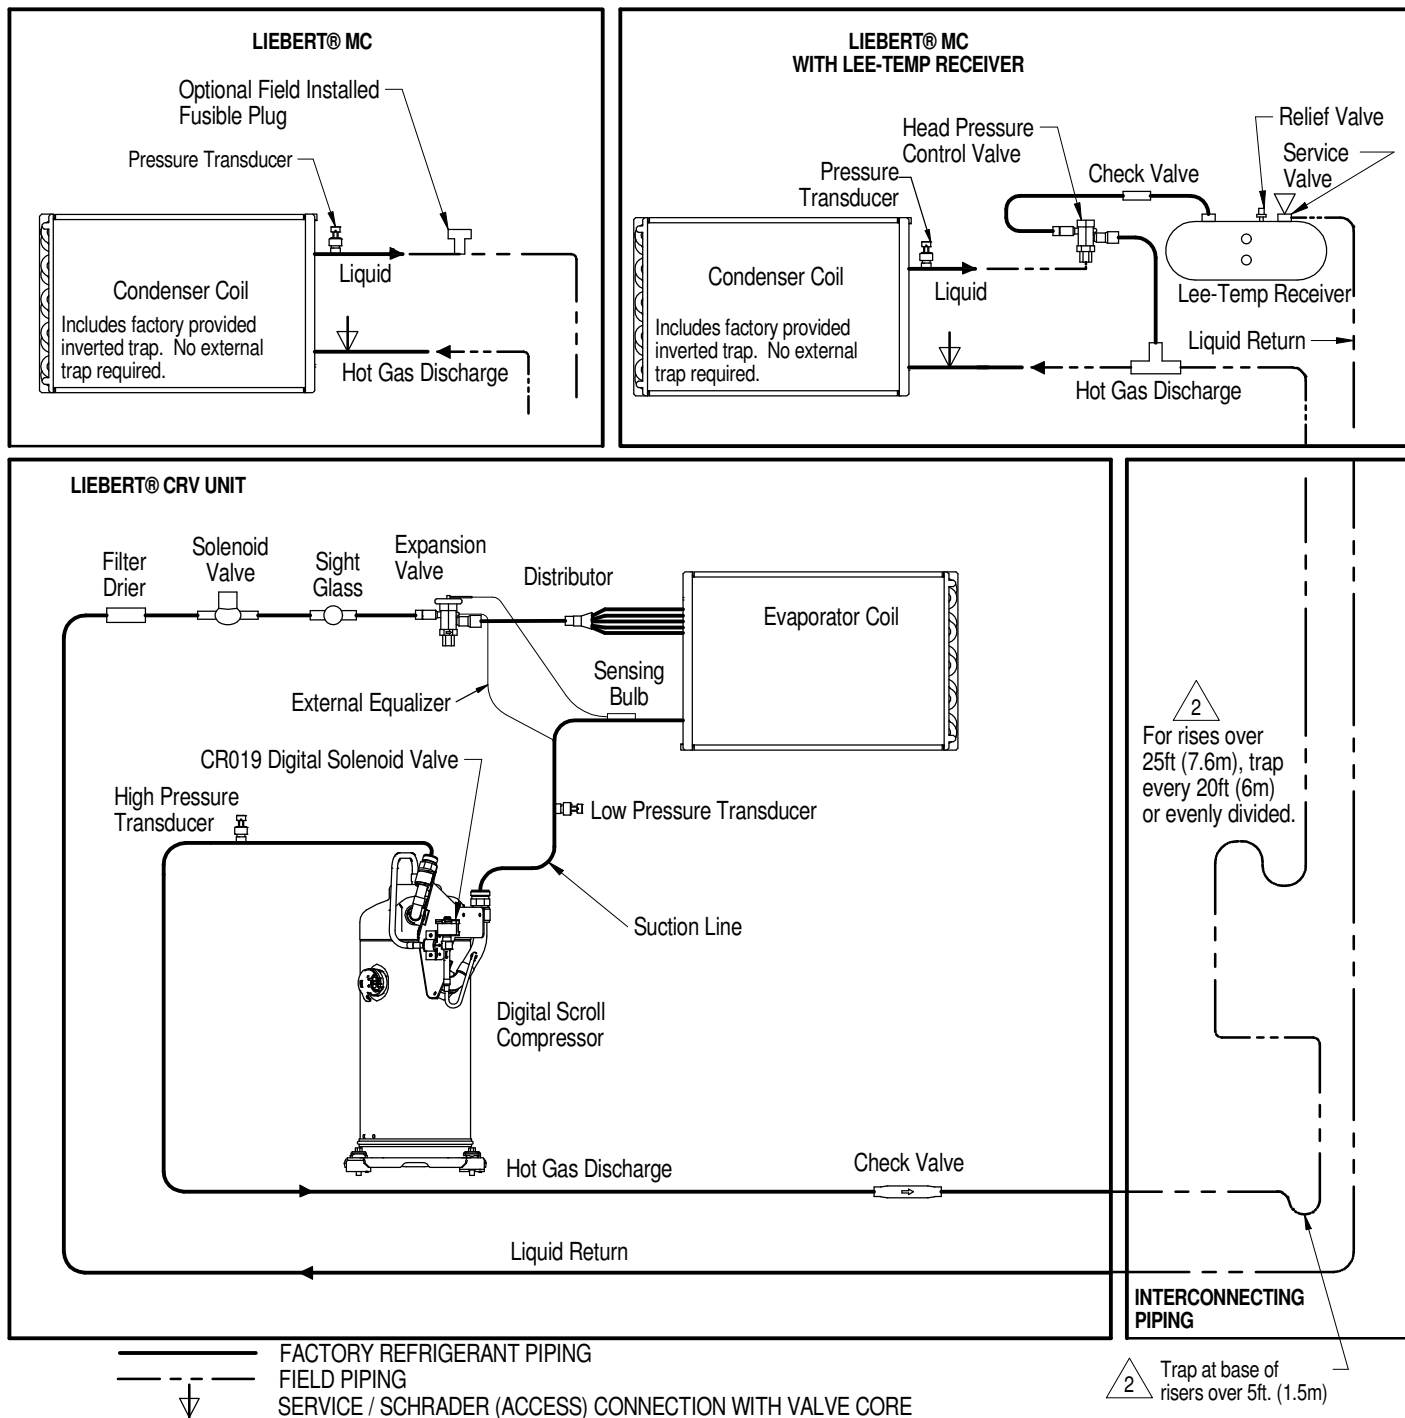 LIEBERT® MC
Optional Field Installed
Fusible Plug
Pressure Transducer
Liquid
Condenser Coil
Includes factory provided
inverted trap. No external
trap required.
Hot Gas Discharge
LIEBERT® MC
WITH LEE-TEMP RECEIVER
Head Pressure
Control Valve
Relief Valve
Service
Valve
Check Valve
Pressure
Transducer
Condenser Coil
Liquid
Lee-Temp Receiver
Includes factory provided
inverted trap. No external
trap required.
Liquid Return
Hot Gas Discharge
LIEBERT® CRV UNIT
Filter
Drier
Solenoid
Valve
Sight
Glass
Expansion
Valve
Distributor
Evaporator Coil
Sensing
Bulb
External Equalizer
CR019 Digital Solenoid Valve
High Pressure
Transducer
Low Pressure Transducer
Suction Line
Digital Scroll
Compressor
Hot Gas Discharge
Check Valve
Liquid Return
2
For rises over
25ft (7.6m), trap
every 20ft (6m)
or evenly divided.
INTERCONNECTING
PIPING
2
Trap at base of
risers over 5ft. (1.5m)
FACTORY REFRIGERANT PIPING
FIELD PIPING
SERVICE / SCHRADER (ACCESS) CONNECTION WITH VALVE CORE